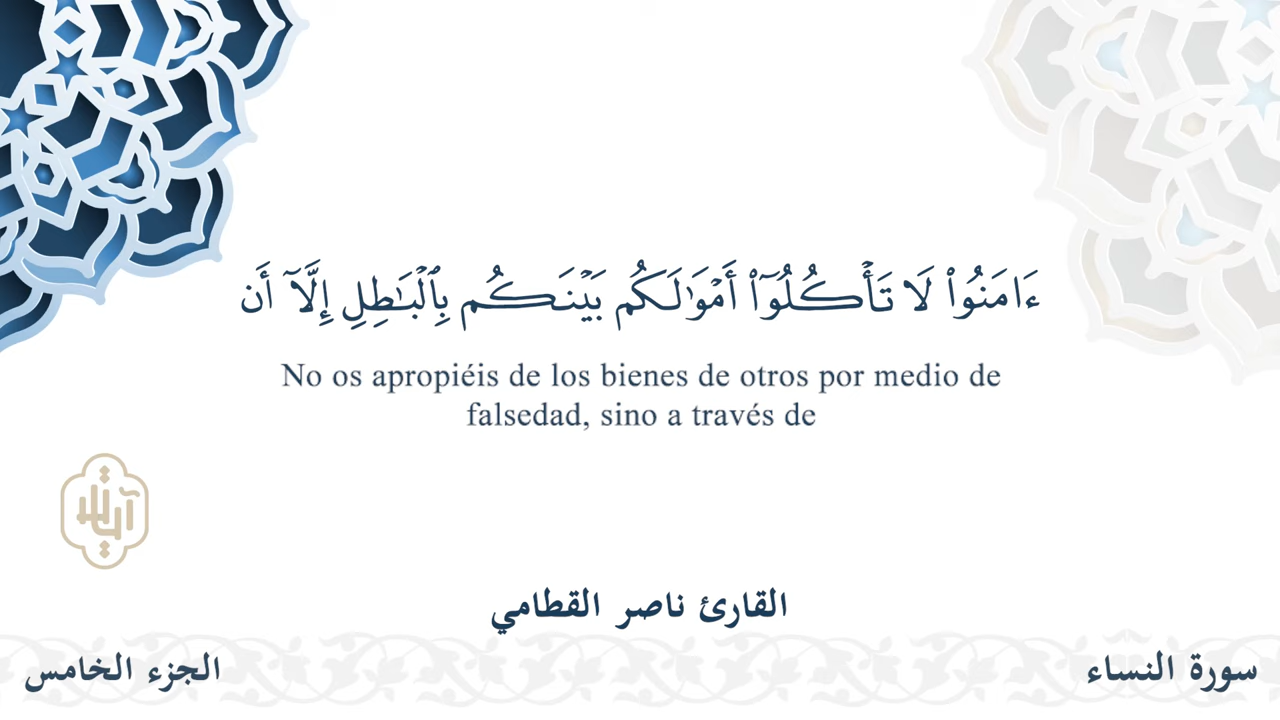 ءَامَنُوا۟ لَا تَأْكُلُوٓا۟ أَمْوَٰلَكُم بَيْنَكُم بِٱلْبَـٰطِلِ إِلَّآ أَن
No os apropiéis de los bienes de otros por medio de
falsedad, sino a través de
القارئ ناصر القطامي
سورة النساء
الجزء الخامس